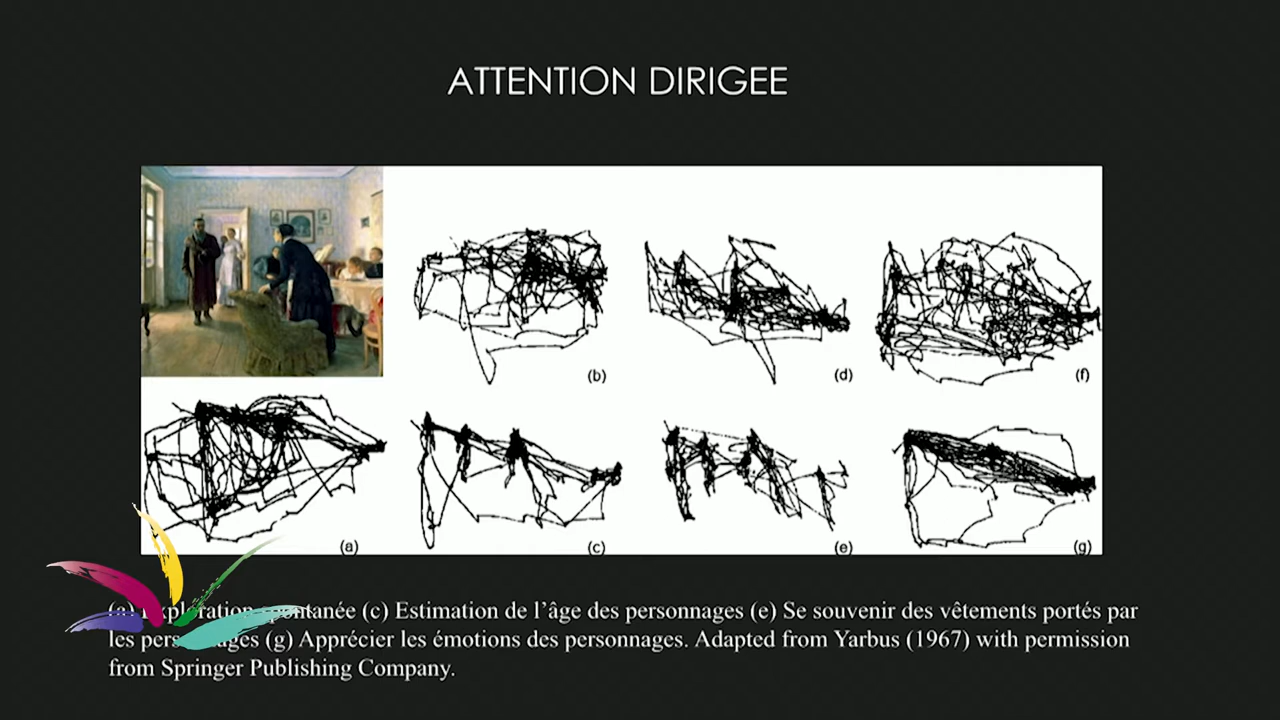 ATTENTION DIRIGEE
(b)
(d)
(f)
(a)
(c)
(e)
(g)
(a) Exploration spontanée (c) Estimation de l’âge des personnages (e) Se souvenir des vêtements portés par
les personnages (g) Apprécier les émotions des personnages. Adapted from Yarbus (1967) with permission
from Springer Publishing Company.